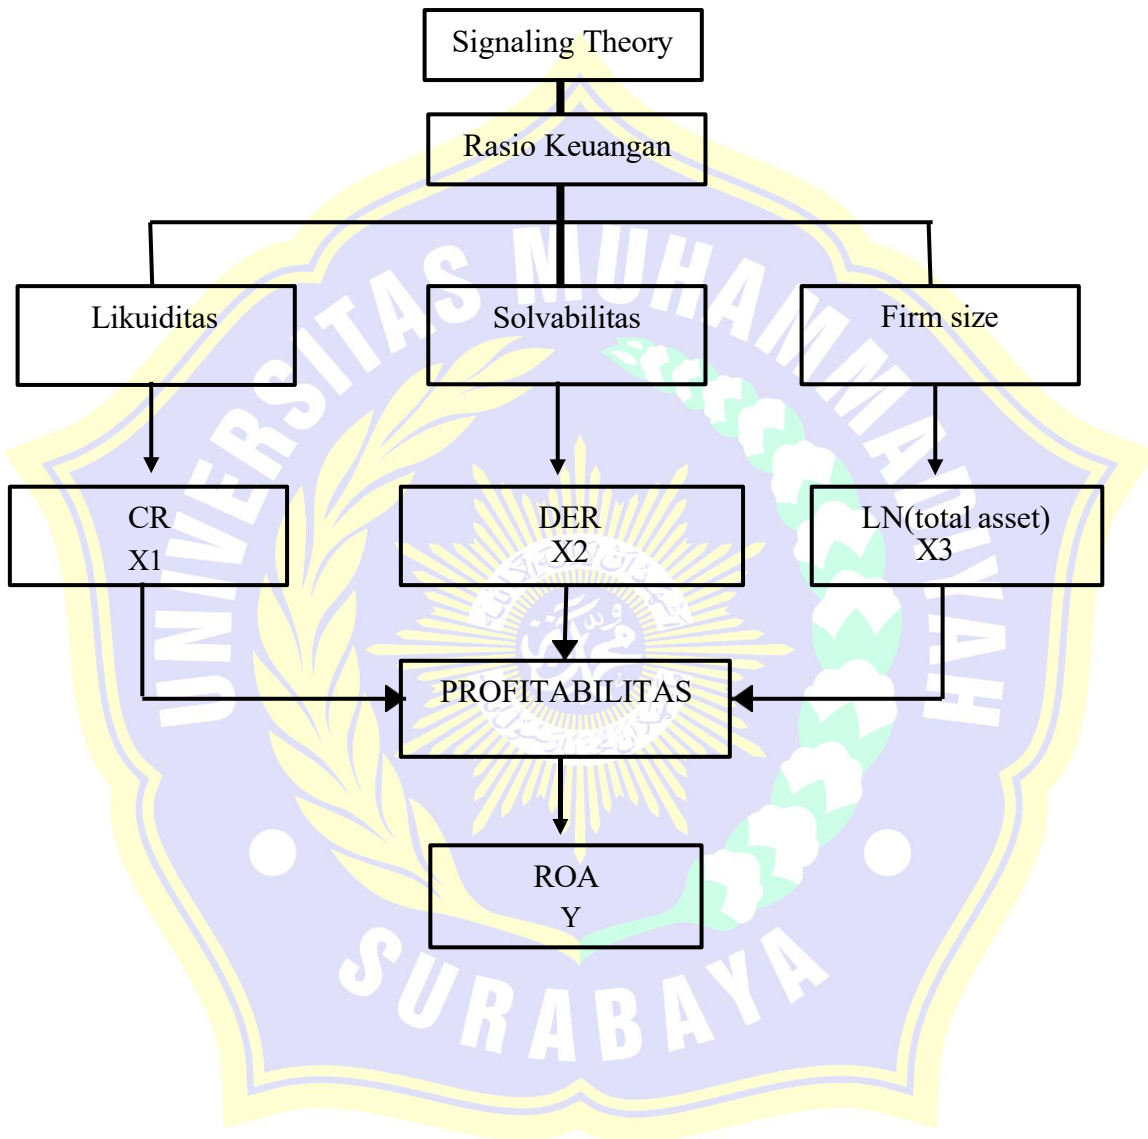 Signaling Theory
Rasio Keuangan
Likuiditas
Solvabilitas
Firm size
CR
X1
DER
X2
LN(total asset)
X3
PROFITABILITAS
ROA
Y
UNIVERSITAS MUHAMMADIYAH
SURABAYA